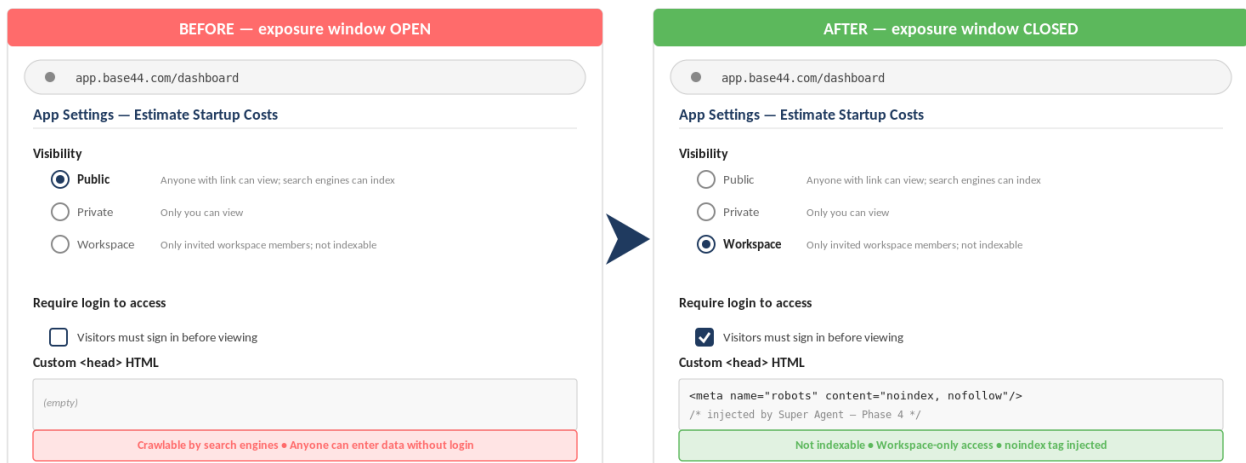 BEFORE — exposure window OPEN
app.base44.com/dashboard
App Settings — Estimate Startup Costs
Visibility
Public Anyone with link can view; search engines can index
Private Only you can view
Workspace Only invited workspace members; not indexable
Require login to access
Visitors must sign in before viewing
Custom <head> HTML
(empty)
Crawlable by search engines • Anyone can enter data without login
AFTER — exposure window CLOSED
app.base44.com/dashboard
App Settings — Estimate Startup Costs
Visibility
Public Anyone with link can view; search engines can index
Private Only you can view
Workspace Only invited workspace members; not indexable
Require login to access
Visitors must sign in before viewing
Custom <head> HTML
<meta name="robots" content="noindex, nofollow"/>
/* injected by Super Agent — Phase 4 */
Not indexable • Workspace-only access • noindex tag injected